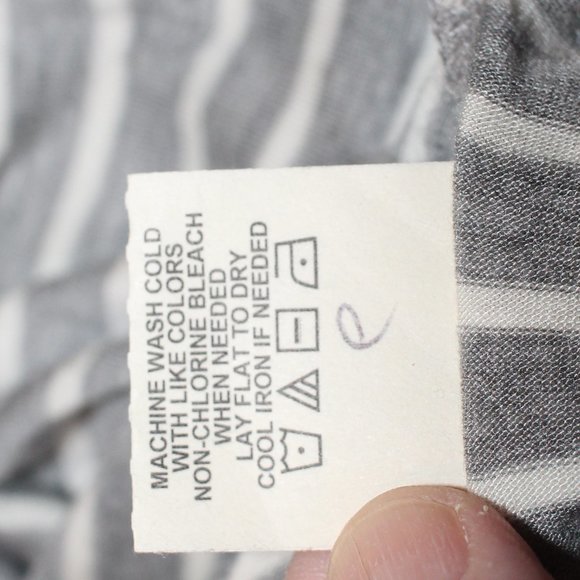 MACHINE WASH COLD
WITH LIKE COLORS
NON-CHLORINE BLEACH
WHEN NEEDED
LAY FLAT TO DRY
COOL IRON IF NEEDED
e